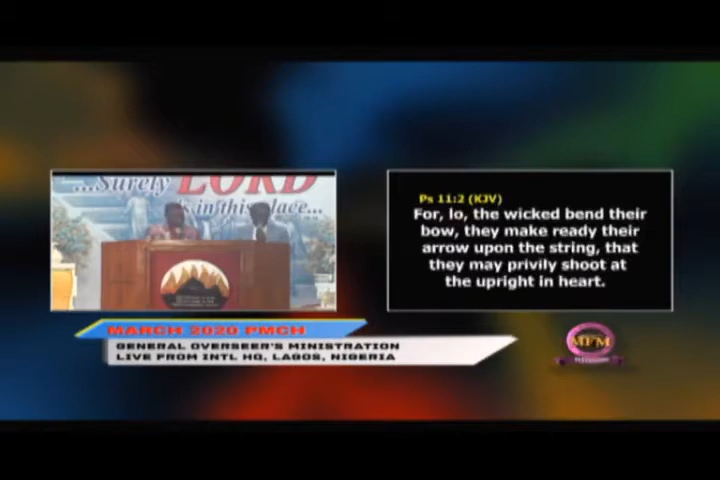 ...Surely LORD
is in this place...
Ps 11:2 (KJV)
For, lo, the wicked bend their
bow, they make ready their
arrow upon the string, that
they may privily shoot at
the upright in heart.
MARCH 2020 PMCH
GENERAL OVERSEER'S MINISTRATION
LIVE FROM INTL HQ, LAGOS, NIGERIA
MFM